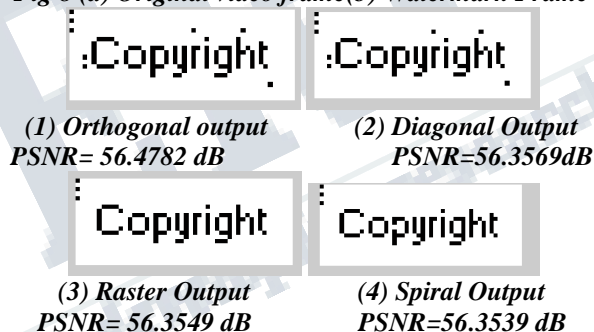 Fig 6 (a) Original video frame(b) Watermark Frame
:Copyright
:Copyright
(1) Orthogonal output
(2) Diagonal Output
PSNR= 56.4782 dB
PSNR=56.3569dB
Copyright
Copyright
(3) Raster Output
(4) Spiral Output
PSNR= 56.3549 dB
PSNR=56.3539 dB